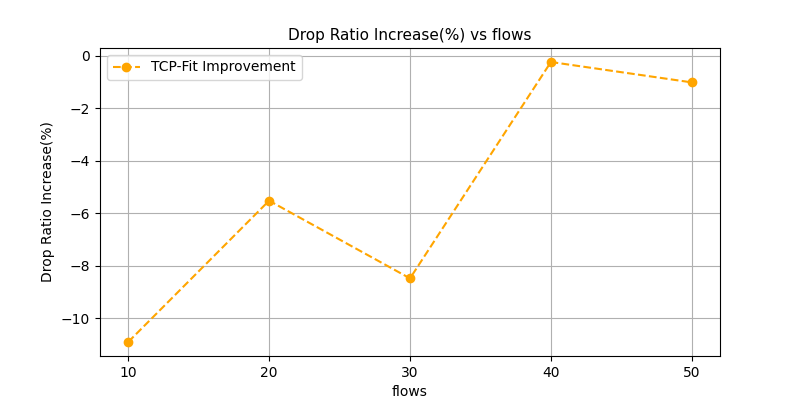 Drop Ratio Increase(%) vs flows
TCP-Fit Improvement
Drop Ratio Increase(%)
0
−2
−4
−6
−8
−10
10 20 30 40 50
flows